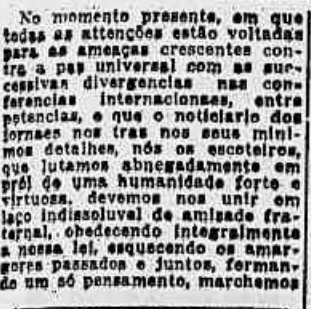 No momento presente, em que
todas as attenções estão voltadas
para as ameaças crescentes con-
tra a paz universal com as suc-
cessivas divergencias nas con-
ferencias internacionaes, entre
potencias, e que o noticiario dos
jornaes nos tras nos seus mini-
mos detalhes, nós os escoteiros,
que lutamos abnegadamente em
pról de uma humanidade forte e
virtuosa, devemos nos unir em
laço indissoluval de amisade fra-
ternal, obedecendo integralmente
a nossa lei, esquecendo os amar-
gores passados e juntos, forman-
do um só pensamento, marchemos